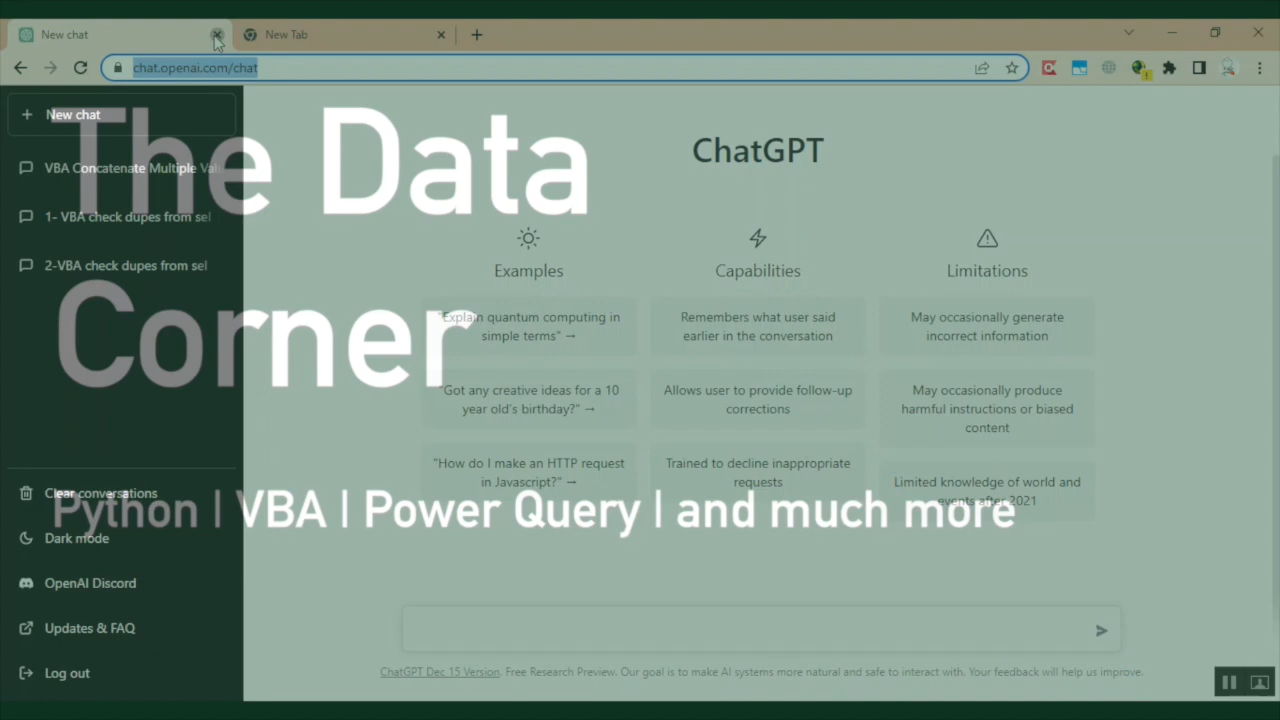 New chat
New Tab
chat.openai.com/chat
New chat
VBA Concatenate Multiple Val
1- VBA check dupes from sel
2-VBA check dupes from sel
Clear conversations
Dark mode
OpenAI Discord
Updates & FAQ
Log out
The Data
Corner
Python | VBA | Power Query | and much more
ChatGPT
Examples
"Explain quantum computing in
simple terms" →
"Got any creative ideas for a 10
year old's birthday?" →
"How do I make an HTTP request
in Javascript?" →
Capabilities
Remembers what user said
earlier in the conversation
Allows user to provide follow-up
corrections
Trained to decline inappropriate
requests
Limitations
May occasionally generate
incorrect information
May occasionally produce
harmful instructions or biased
content
Limited knowledge of world and
events after 2021
ChatGPT Dec 15 Version. Free Research Preview. Our goal is to make AI systems more natural and safe to interact with. Your feedback will help us improve.